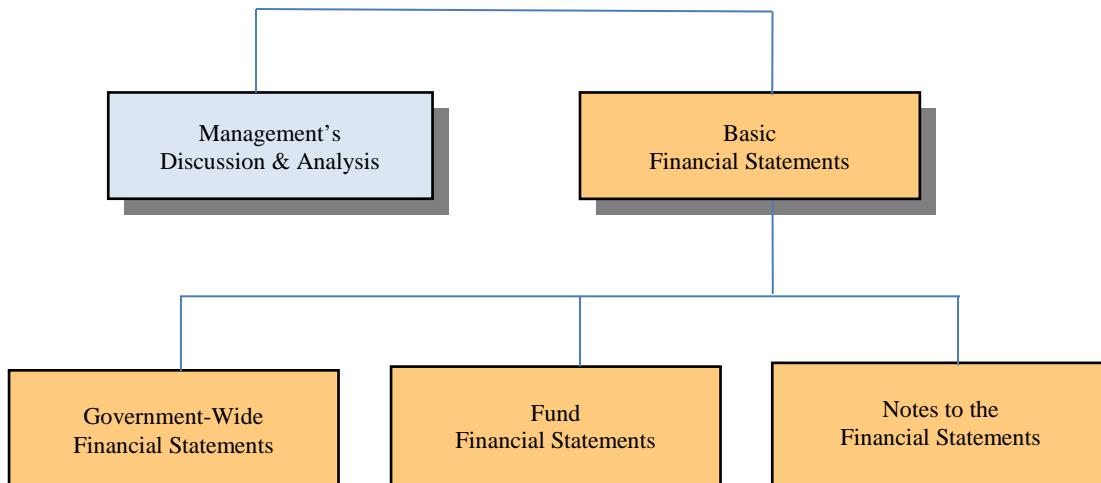 Management’s
Discussion & Analysis
Basic
Financial Statements
Government-Wide
Financial Statements
Fund
Financial Statements
Notes to the
Financial Statements